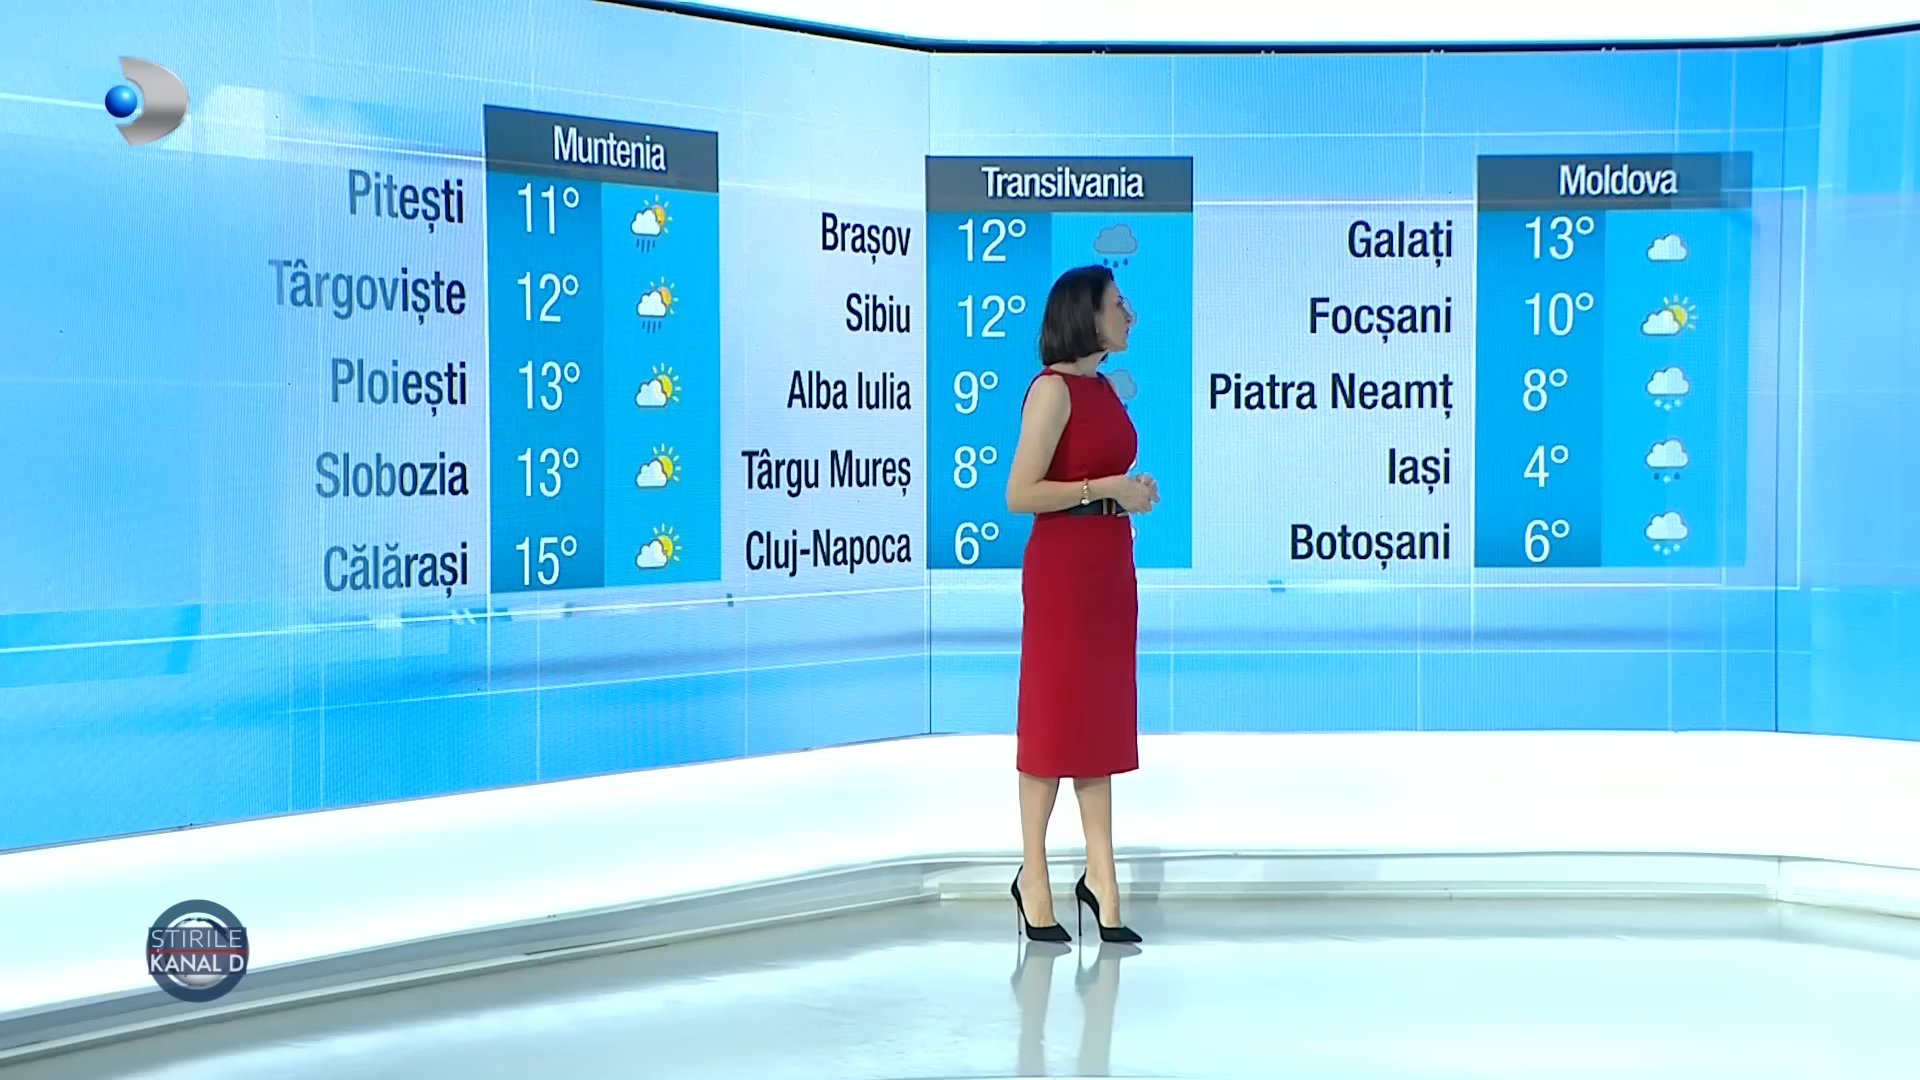 Muntenia
Pitești 11°
Târgoviște 12°
Ploiești 13°
Slobozia 13°
Călărași 15°
Transilvania
Brașov 12°
Sibiu 12°
Alba Iulia 9°
Târgu Mureș 8°
Cluj-Napoca 6°
Moldova
Galați 13°
Focșani 10°
Piatra Neamț 8°
Iași 4°
Botoșani 6°
ȘTIRILE
KANAL D